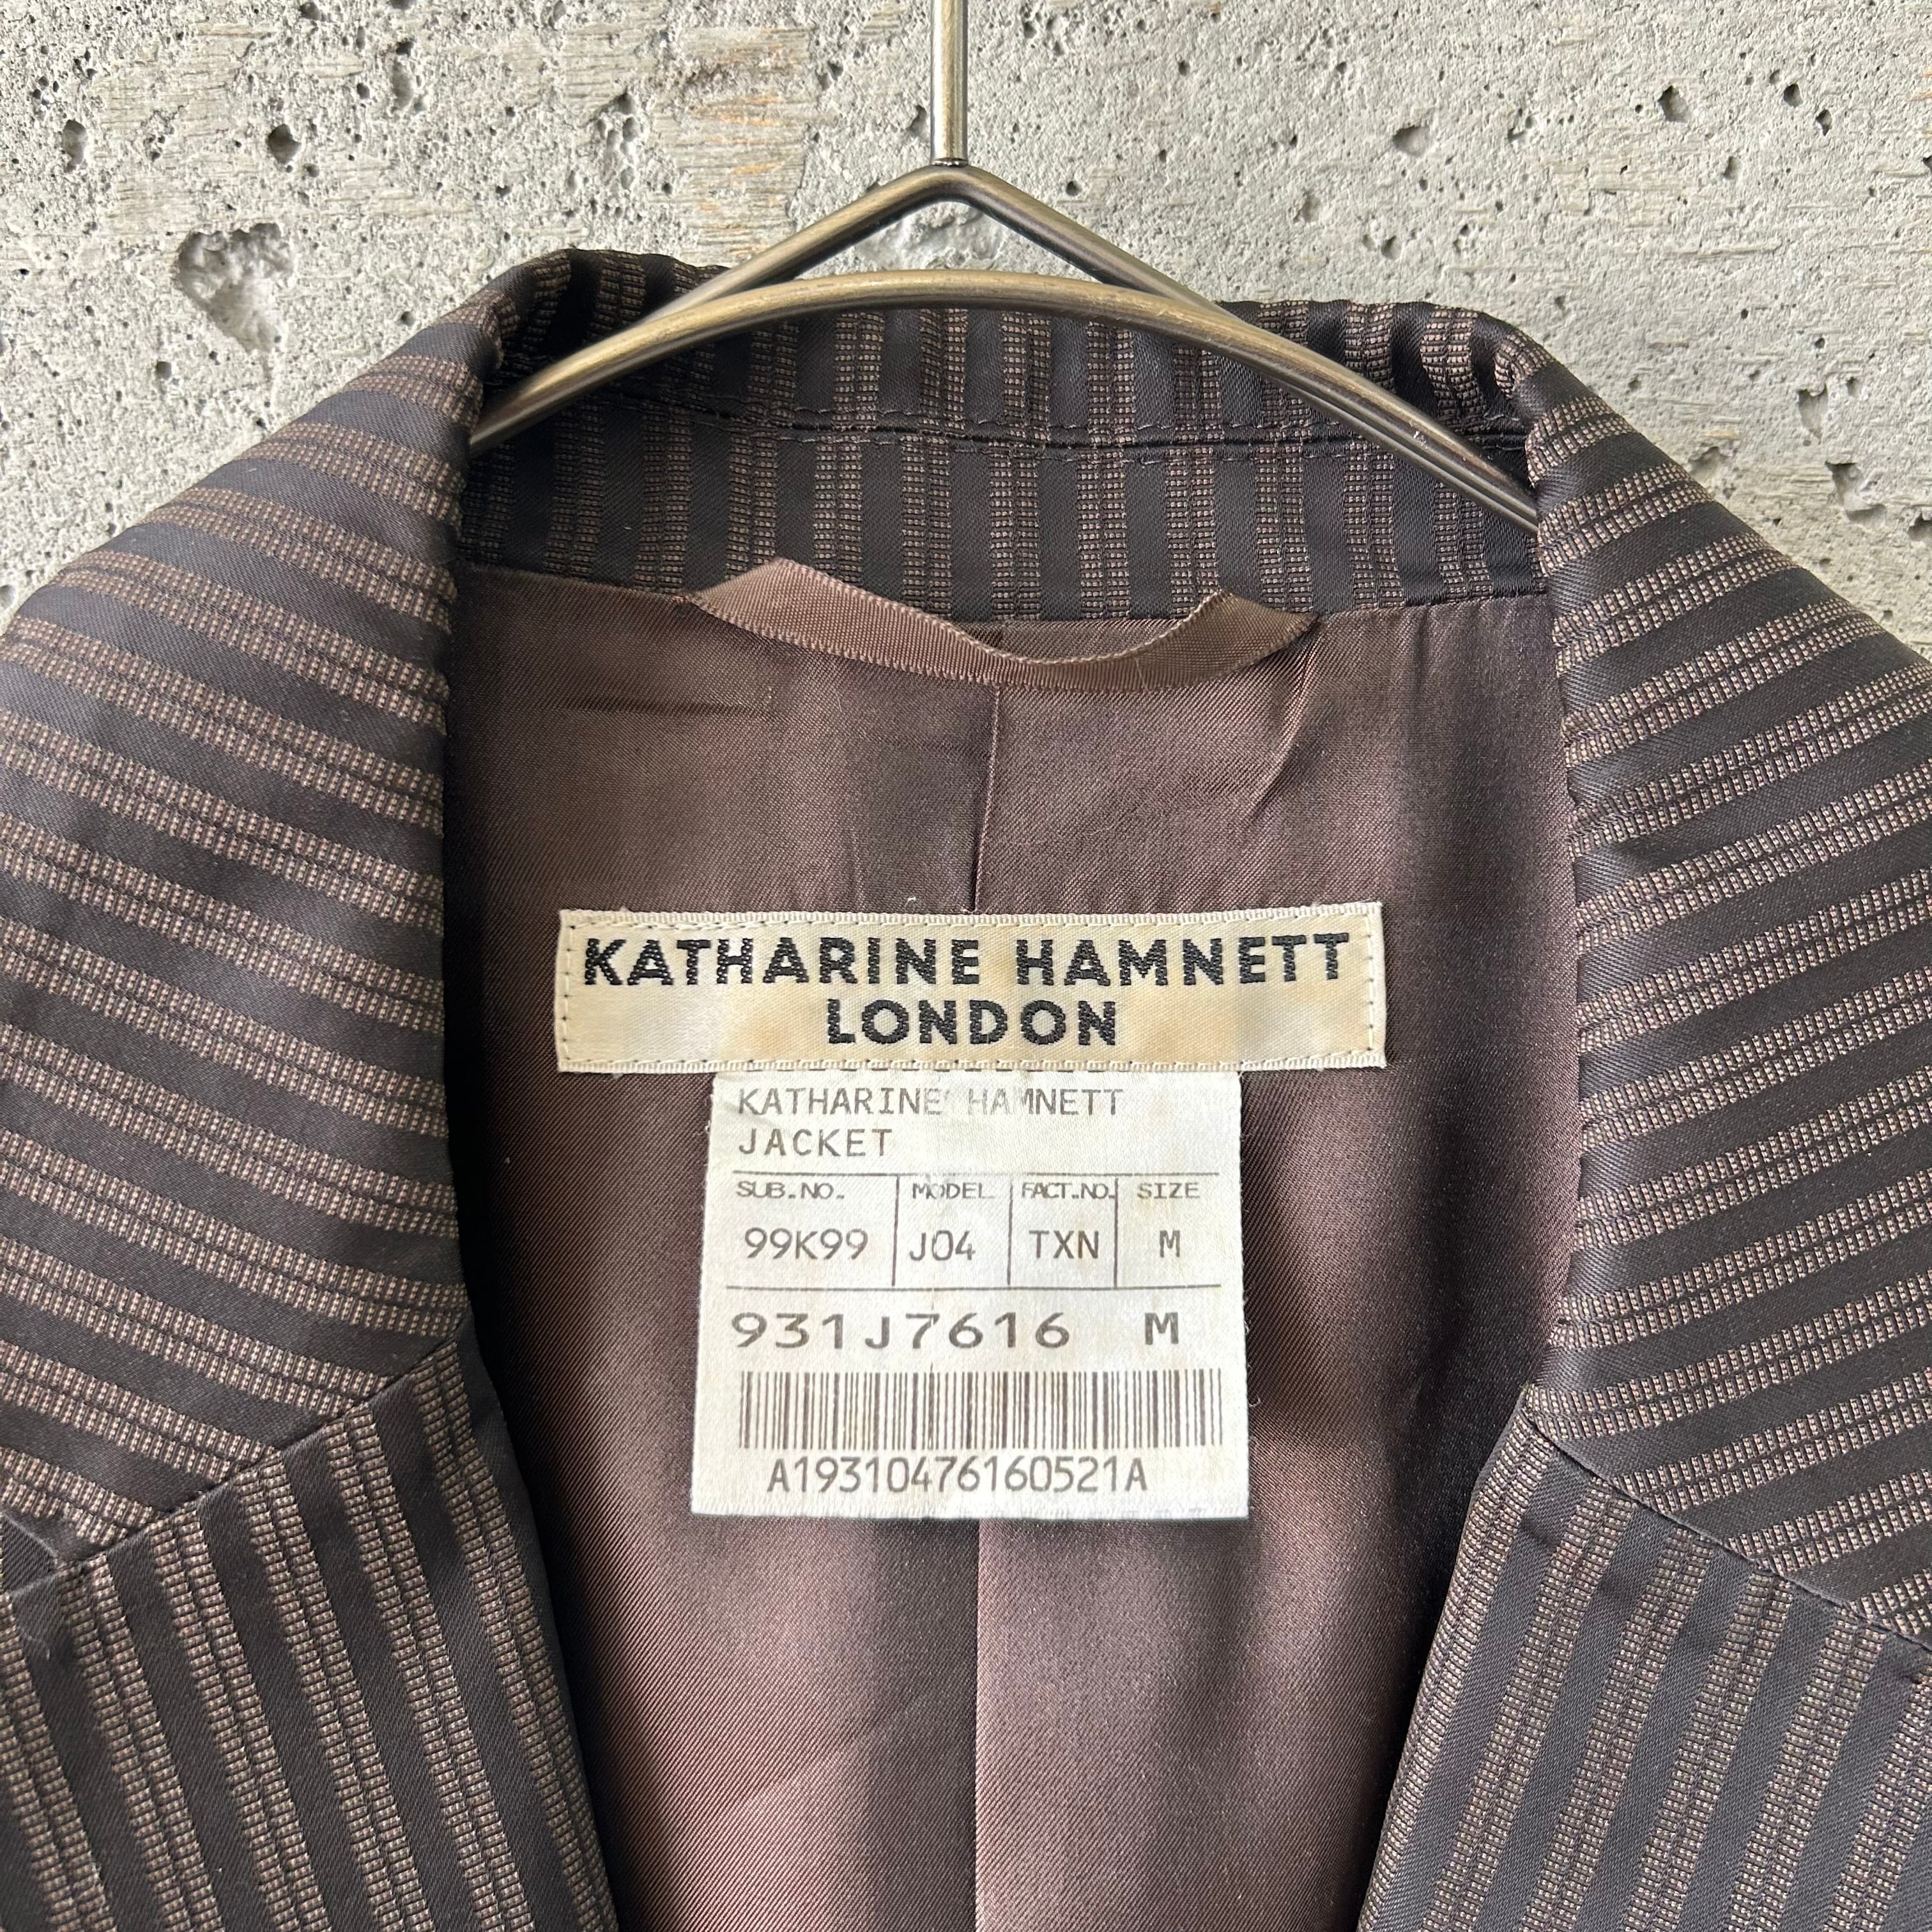 KATHARINE HAMNETT
LONDON
KATHARINE HAMNETT
JACKET
SUB.NO. MODEL FACT.NO. SIZE
99K99 J04 TXN M
931J7616 M
A19310476160521A